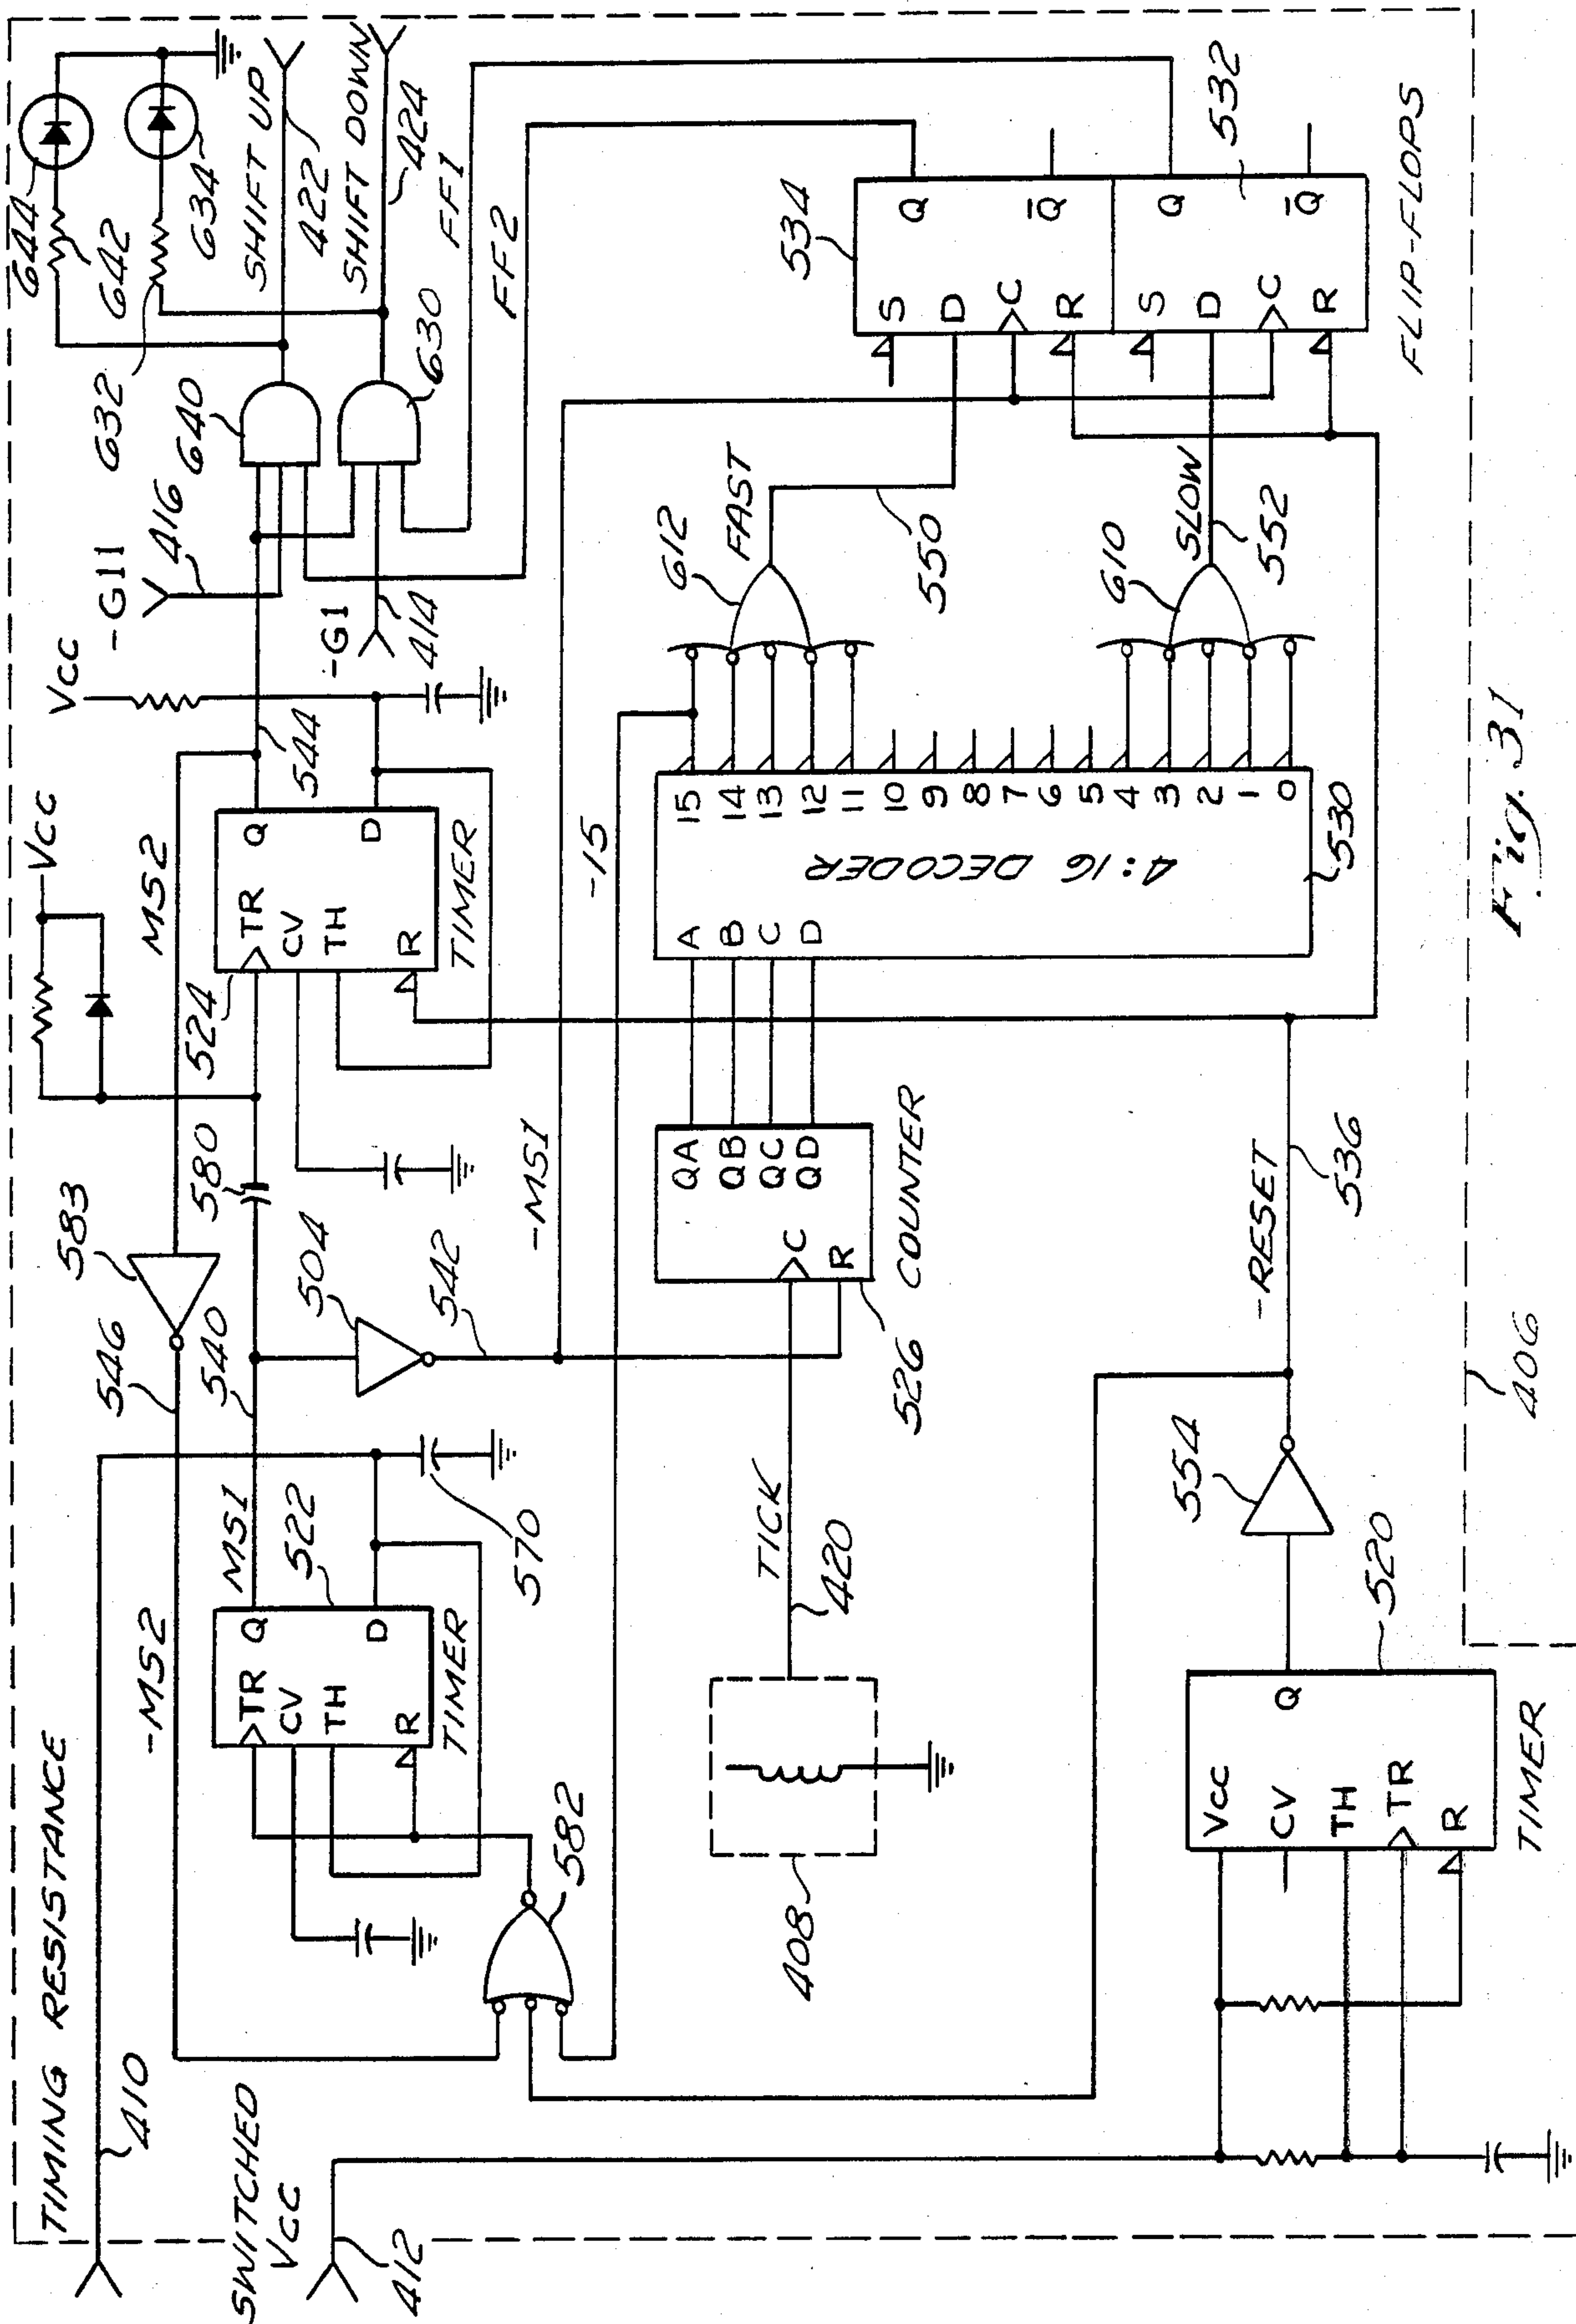 TIMING RESISTANCE
410
SWITCHED
VCC
412
-MS2
546
583
MS2
MS1
540
580
522
TR
CV
TH
R
Q
D
TIMER
570
582
504
542
-MS1
Vcc
524
TR
CV
TH
R
Q
D
TIMER
544
Vcc
-G11
416
-G1
414
640
630
632
642
644
634
SHIFT UP
422
SHIFT DOWN
424
FF1
FF2
-15
408
TICK
420
C
R
QA
QB
QC
QD
COUNTER
526
A
B
C
D
4:16 DECODER
15
14
13
12
11
10
9
8
7
6
5
4
3
2
1
0
530
612
FAST
550
610
SLOW
552
534
S
D
C
R
Q
Q̅
S
D
C
R
Q
Q̅
532
FLIP-FLOPS
Vcc
CV
TH
TR
R
Q
520
TIMER
554
-RESET
536
406
Fig. 31